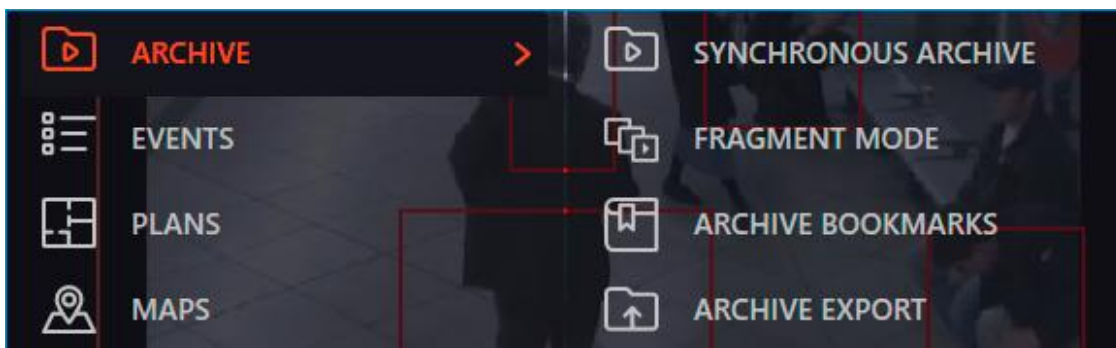 ARCHIVE
EVENTS
PLANS
MAPS
SYNCHRONOUS ARCHIVE
FRAGMENT MODE
ARCHIVE BOOKMARKS
ARCHIVE EXPORT